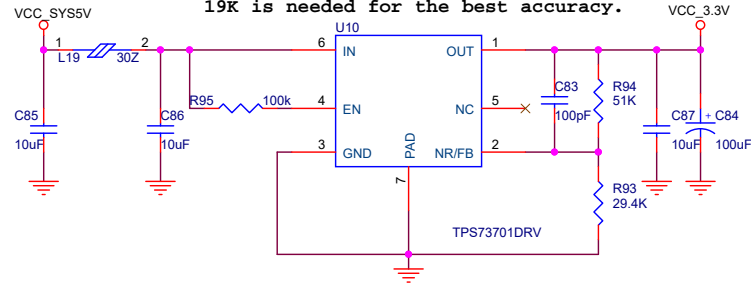 19K is needed for the best accuracy.
VCC_SYS5V
VCC_3.3V
U10
1
2
L19
30Z
6
IN
OUT
1
R95
100k
4
EN
NC
5
C83
100pF
R94
51K
C85
10uF
C86
10uF
3
GND
PAD
NR/FB
2
C87
10uF
+
C84
100uF
7
R93
29.4K
TPS73701DRV